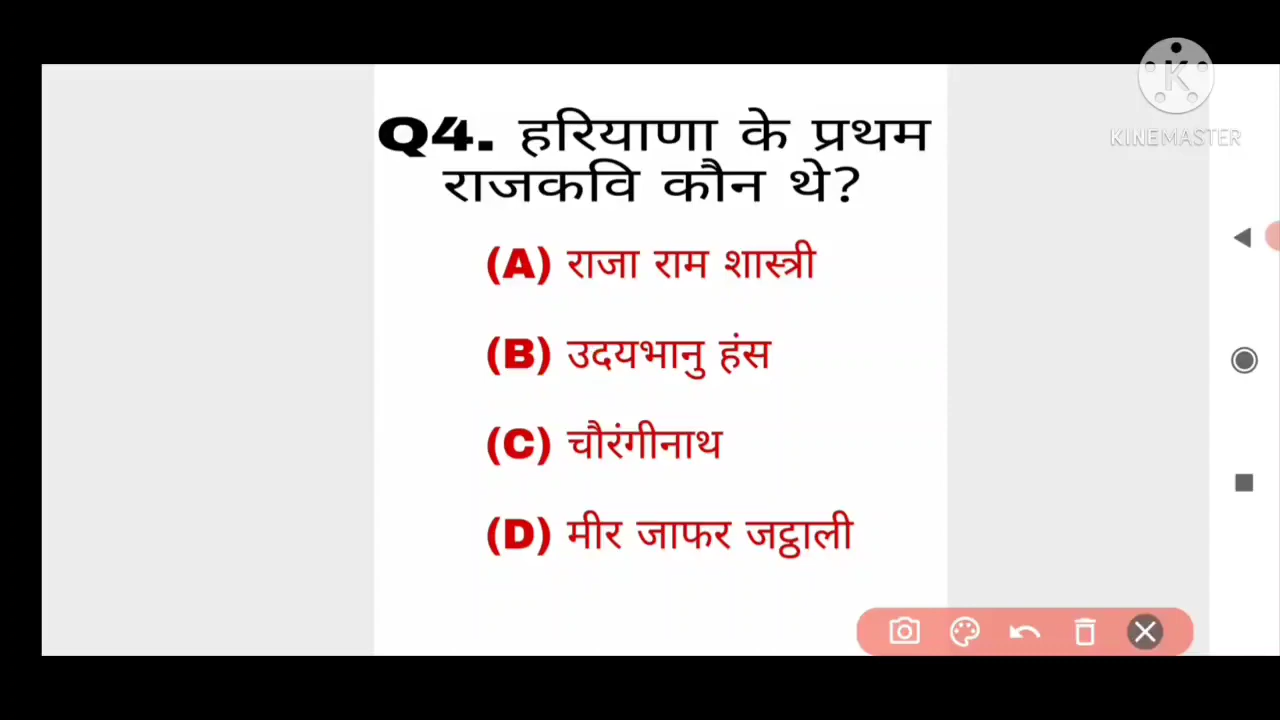 Q4. हरियाणा के प्रथम
राजकवि कौन थे?
(A) राजा राम शास्त्री
(B) उदयभानु हंस
(C) चौरंगीनाथ
(D) मीर जाफर जट्ठाली
K
KINEMASTER